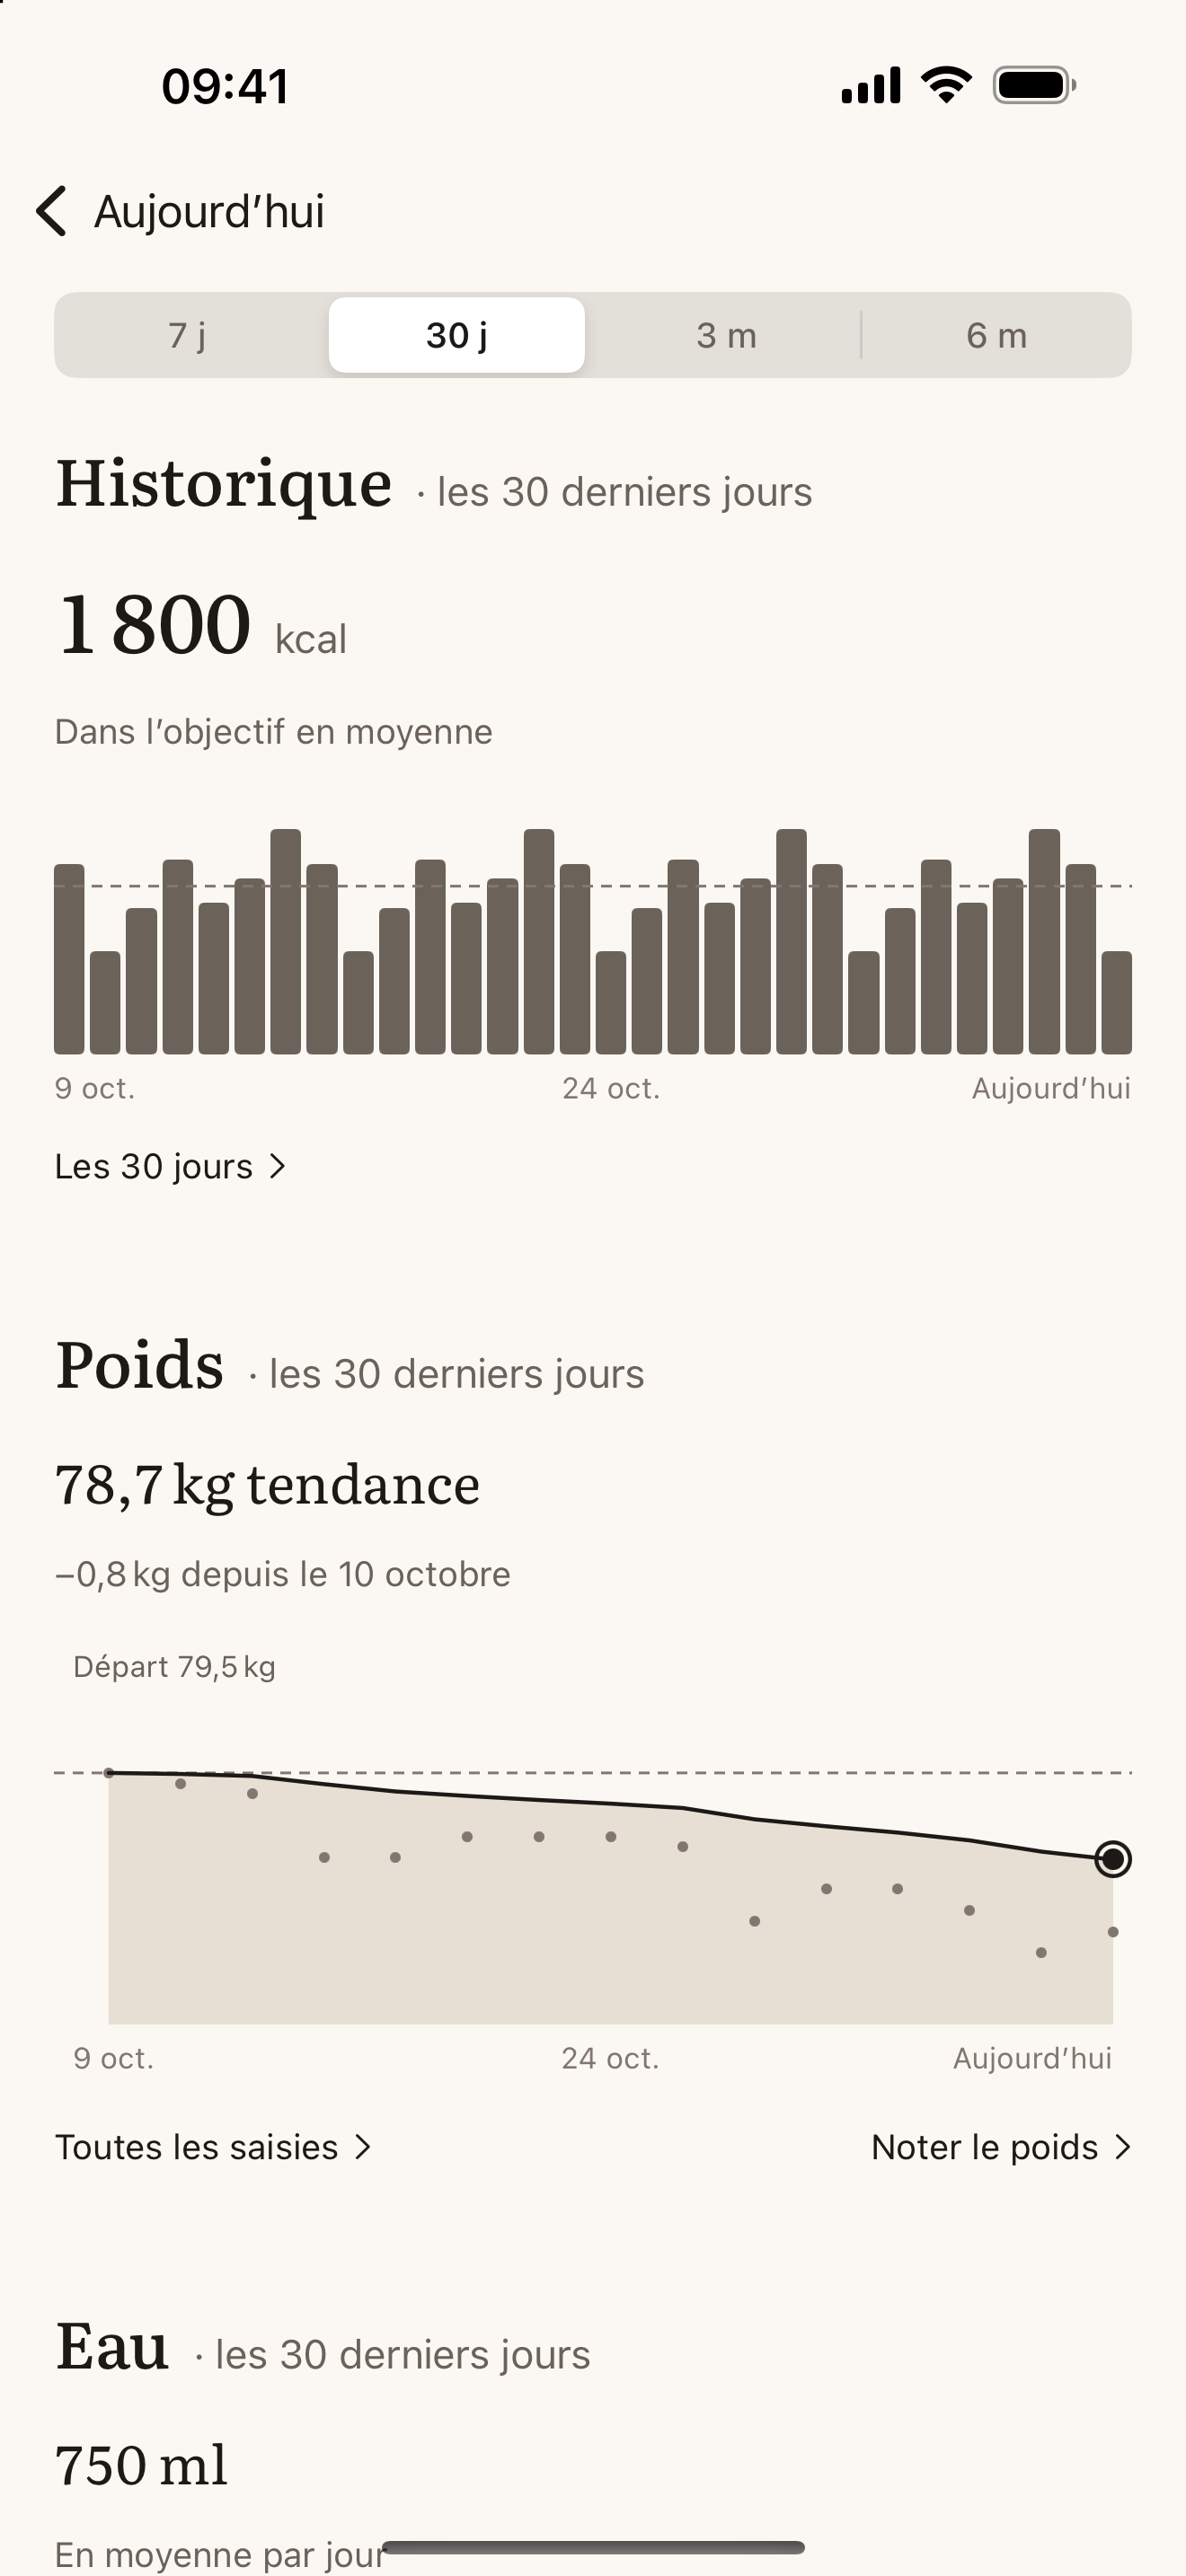 09:41
Aujourd’hui
7 j 30 j 3 m 6 m
Historique · les 30 derniers jours
1 800 kcal
Dans l’objectif en moyenne
9 oct. 24 oct. Aujourd’hui
Les 30 jours
Poids · les 30 derniers jours
78,7 kg tendance
−0,8 kg depuis le 10 octobre
Départ 79,5 kg
9 oct. 24 oct. Aujourd’hui
Toutes les saisies Noter le poids
Eau · les 30 derniers jours
750 ml
En moyenne par jour